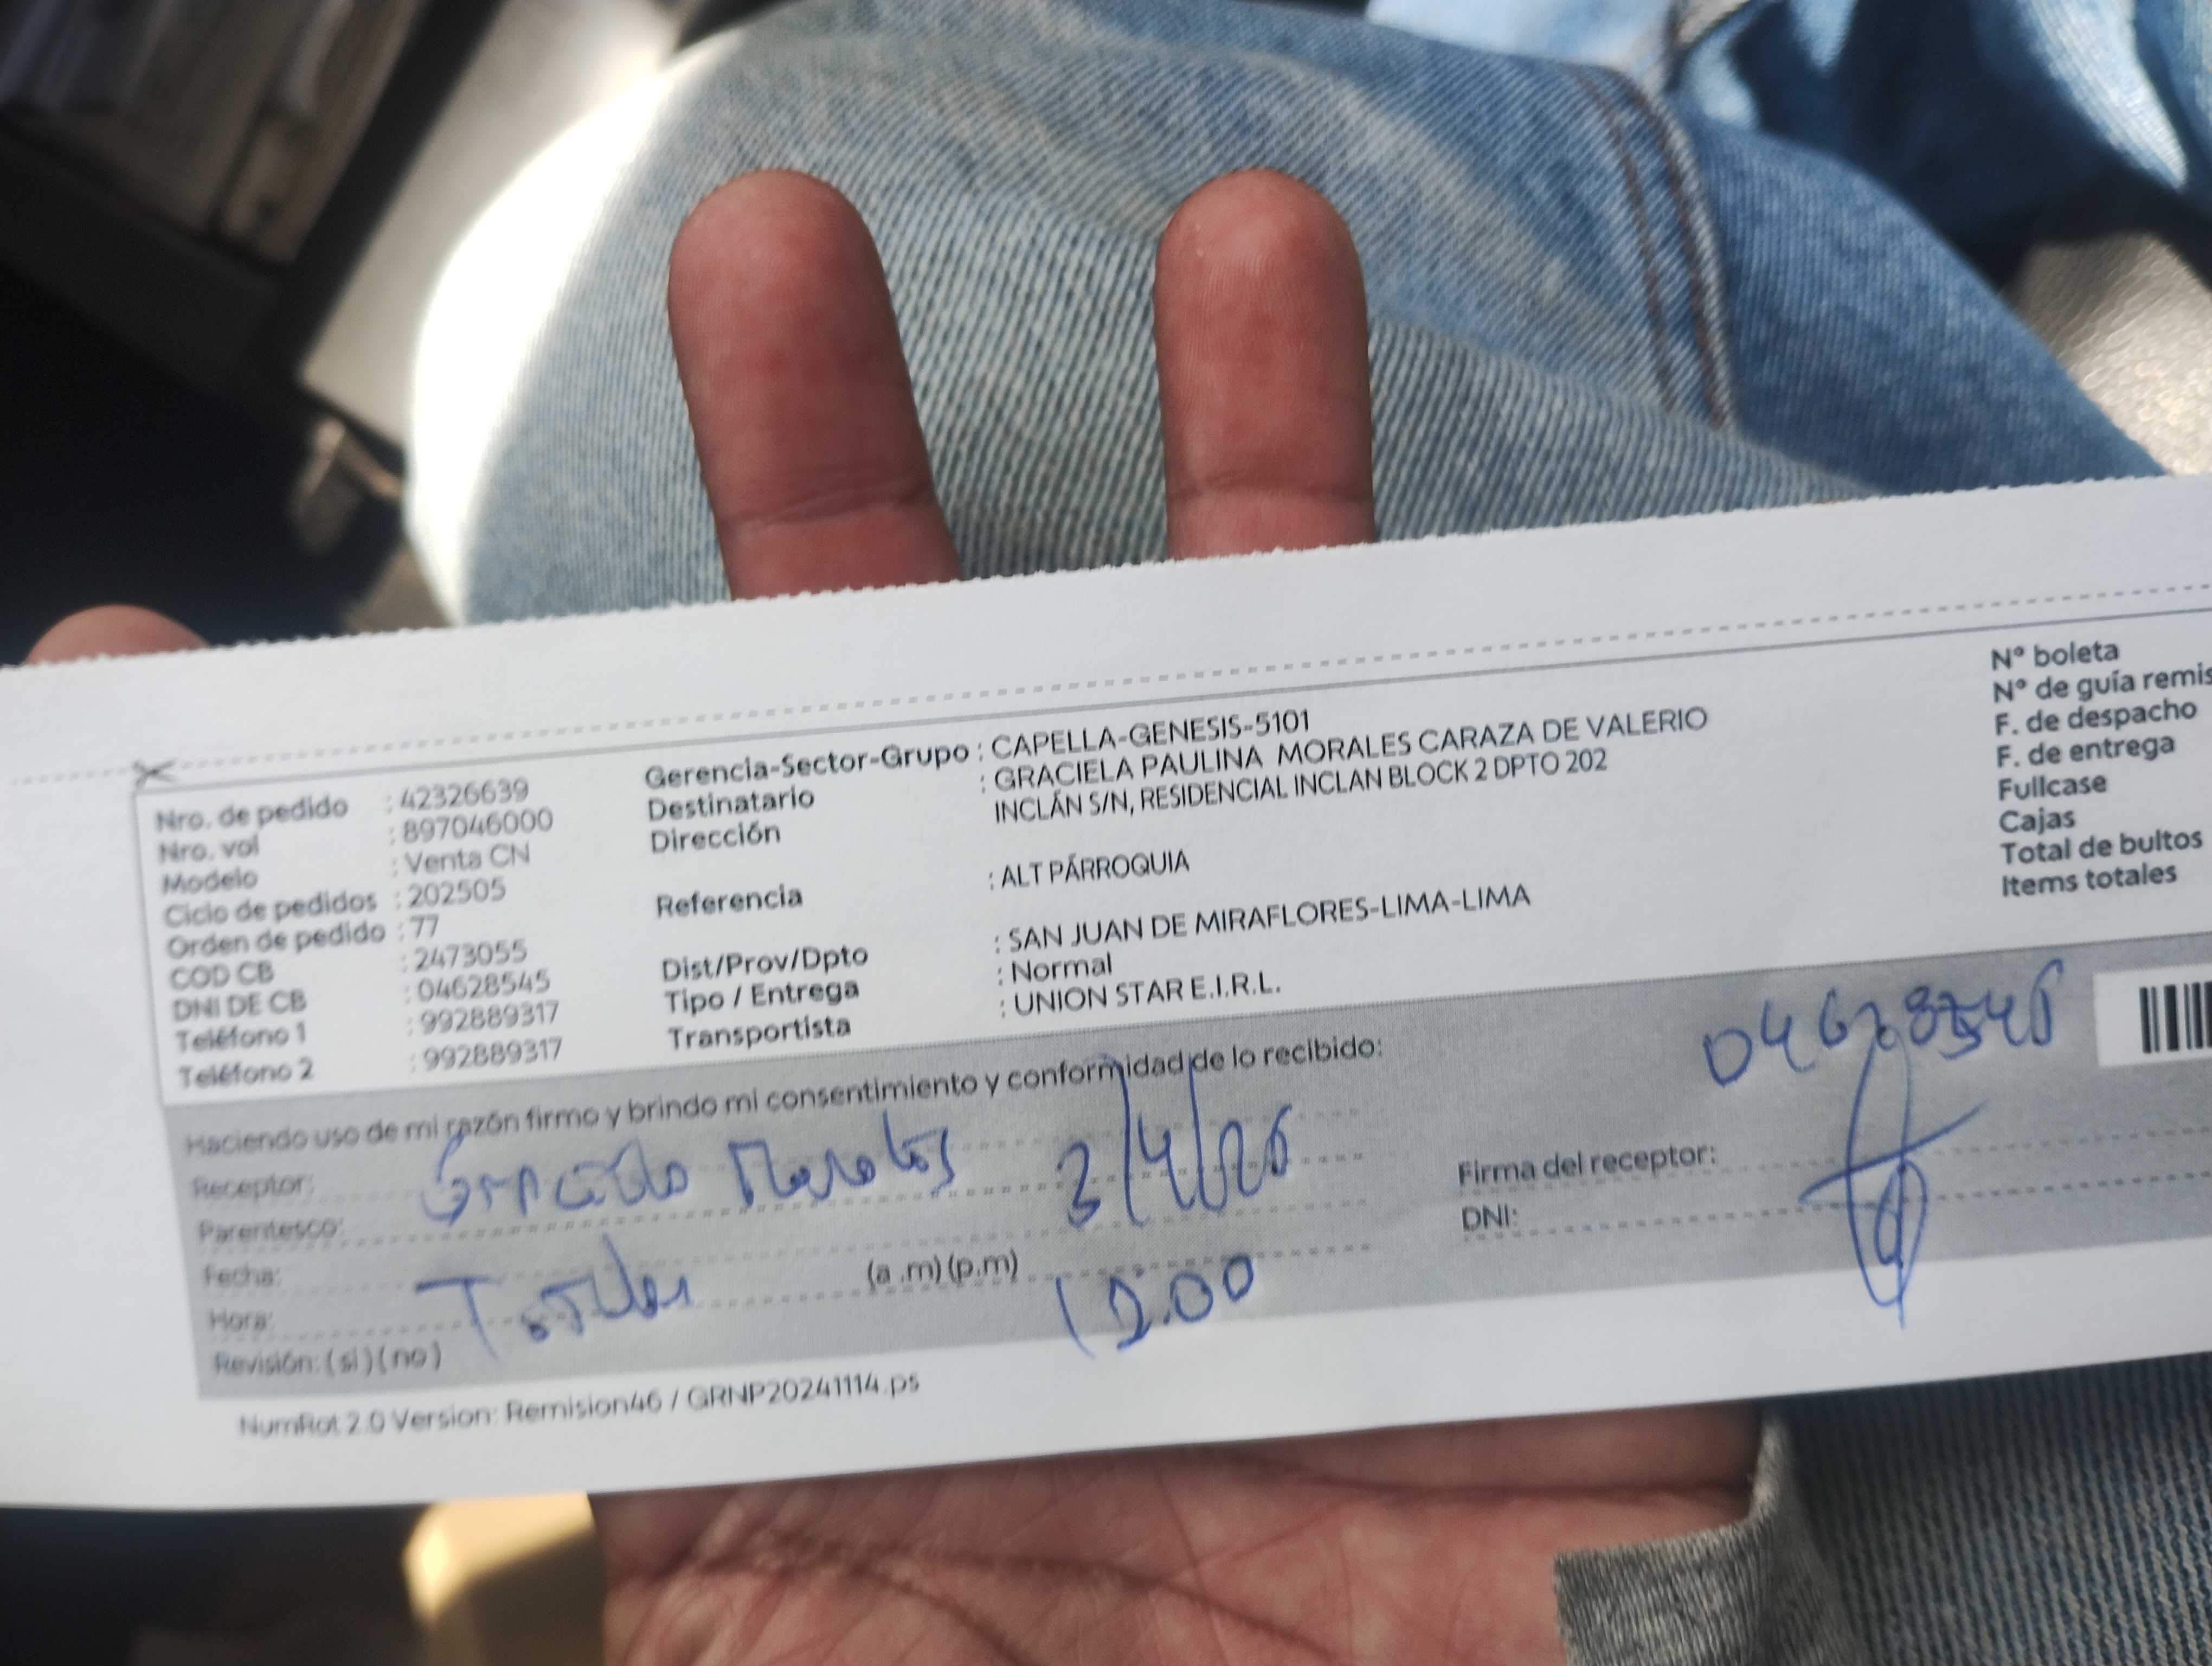 Nro. de pedido : 42326639
Nro. vol : 897046000
Modelo : Venta CN
Ciclo de pedidos : 202505
Orden de pedido : 77
COD CB : 2473055
DNI DE CB : 04628545
Teléfono 1 : 992889317
Teléfono 2 : 992889317
Gerencia-Sector-Grupo : CAPELLA-GENESIS-5101
Destinatario : GRACIELA PAULINA MORALES CARAZA DE VALERIO
Dirección INCLÁN S/N, RESIDENCIAL INCLAN BLOCK 2 DPTO 202
Referencia : ALT PÁRROQUIA
Dist/Prov/Dpto : SAN JUAN DE MIRAFLORES-LIMA-LIMA
Tipo / Entrega : Normal
Transportista : UNION STAR E.I.R.L.
N° boleta
N° de guía remis
F. de despacho
F. de entrega
Fullcase
Cajas
Total de bultos
Items totales
Haciendo uso de mi razón firmo y brindo mi consentimiento y conformidad de lo recibido:
Receptor:
Parentesco:
Fecha:
Hora: (a .m) (p.m)
Revisión: ( si ) ( no )
12.00
Firma del receptor:
DNI:
NumRot 2.0 Version: Remision46 / GRNP20241114.ps